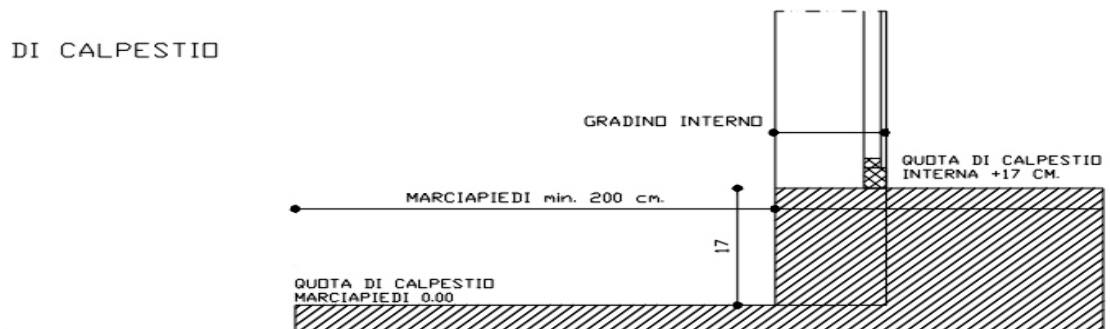 DI CALPESTIO
GRADINO INTERNO
QUOTA DI CALPESTIO
INTERNA +17 CM.
MARCIAPIEDI min. 200 cm.
17
QUOTA DI CALPESTIO
MARCIAPIEDI 0.00